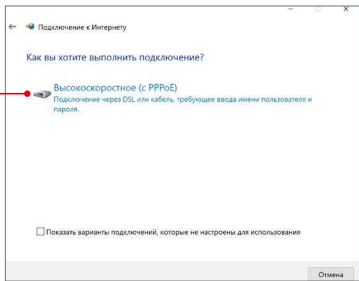 Подключение к Интернету
Как вы хотите выполнить подключение?
Высокоскоростное (с PPPoE)
Подключение через DSL или кабель, требующее ввода имени пользователя и
пароля.
Показать варианты подключений, которые не настроены для использования
Отмена